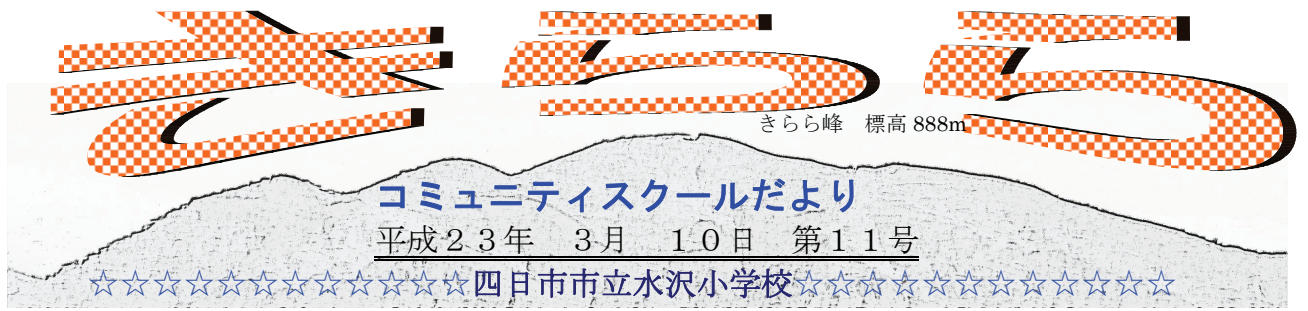 きらら
きらら峰　標高 888m
コミュニティスクールだより
平成２３年　３月　１０日　第１１号
☆☆☆☆☆☆☆☆☆☆☆☆☆四日市市立水沢小学校☆☆☆☆☆☆☆☆☆☆☆☆☆